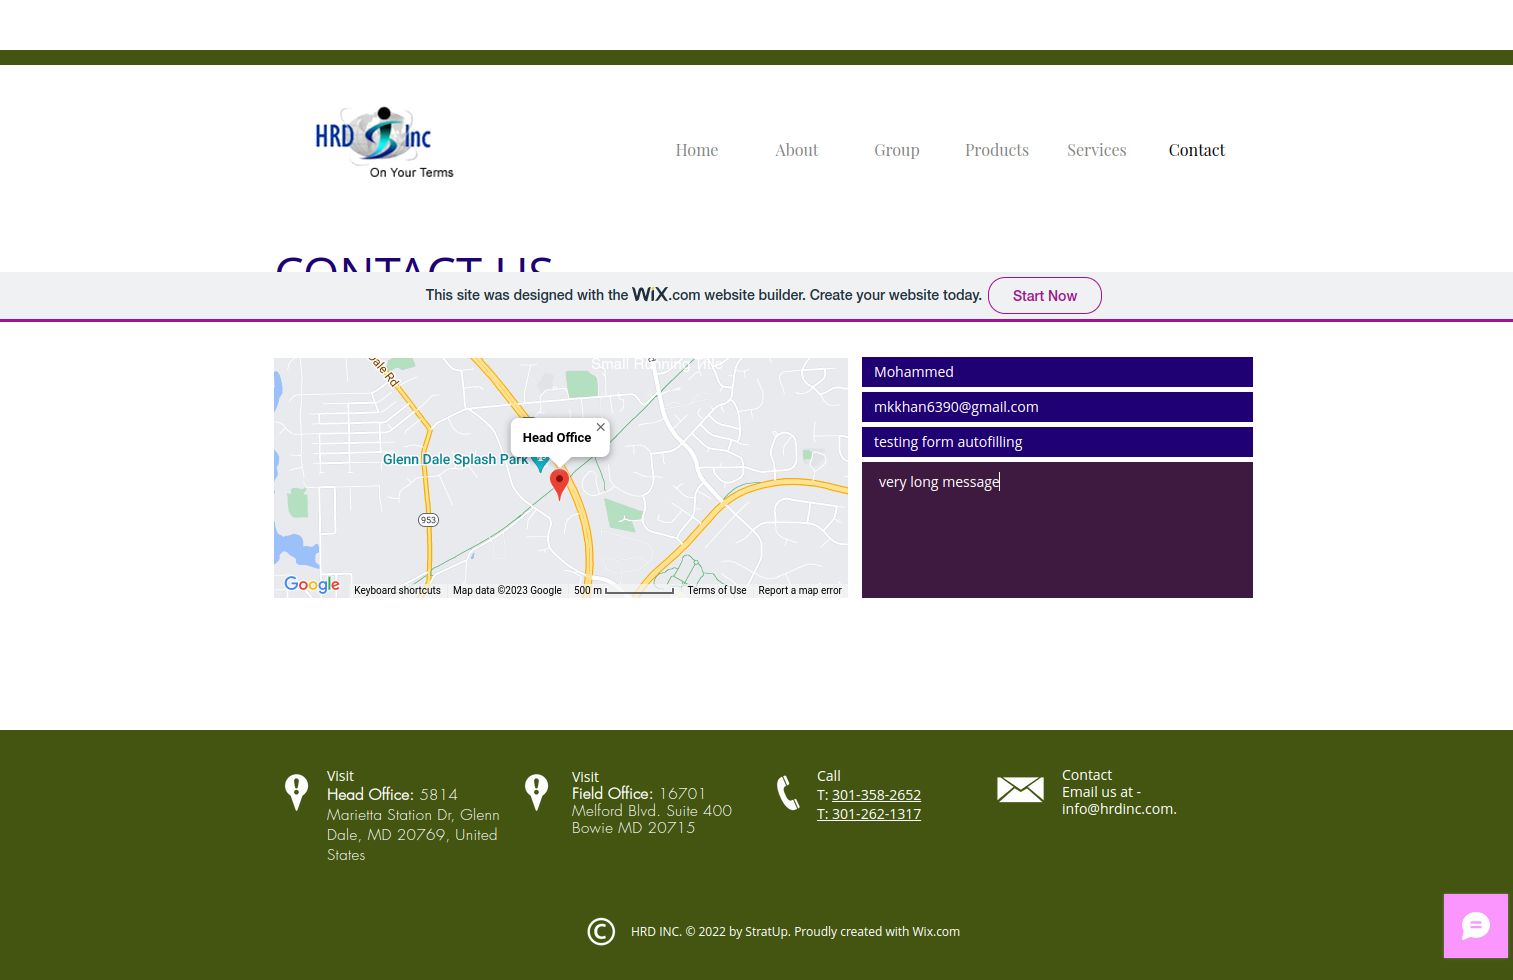 HRD Inc
On Your Terms
Home
About
Group
Products
Services
Contact
CONTACT US
This site was designed with the WiX.com website builder. Create your website today.
Start Now
Dale Rd
Small Running Title
Head Office
Glenn Dale Splash Park
953
Google
Keyboard shortcuts
Map data ©2023 Google
500 m
Terms of Use
Report a map error
Mohammed
mkkhan6390@gmail.com
testing form autofilling
very long message
Visit
Head Office: 5814
Marietta Station Dr, Glenn
Dale, MD 20769, United
States
Visit
Field Office: 16701
Melford Blvd. Suite 400
Bowie MD 20715
Call
T: 301-358-2652
T: 301-262-1317
Contact
Email us at -
info@hrdinc.com.
© HRD INC. © 2022 by StratUp. Proudly created with Wix.com